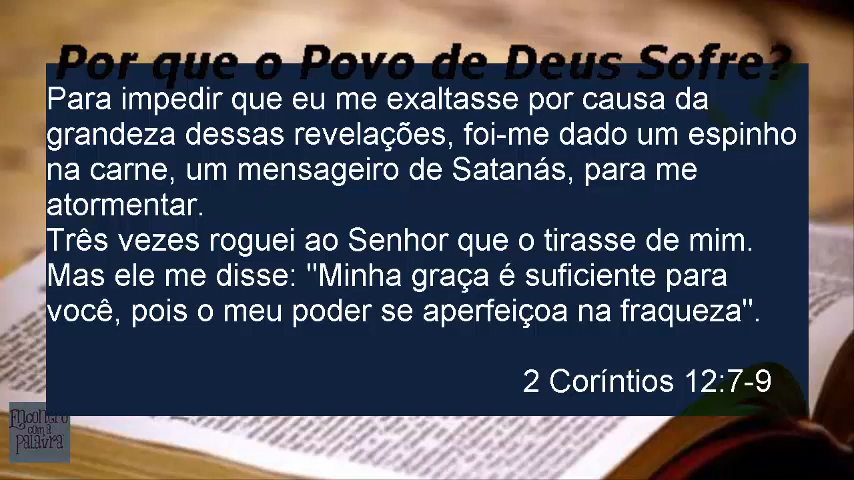 Por que o Povo de Deus Sofre?
Para impedir que eu me exaltasse por causa da
grandeza dessas revelações, foi-me dado um espinho
na carne, um mensageiro de Satanás, para me
atormentar.
Três vezes roguei ao Senhor que o tirasse de mim.
Mas ele me disse: "Minha graça é suficiente para
você, pois o meu poder se aperfeiçoa na fraqueza".
2 Coríntios 12:7-9
Encontro
com a
palavra